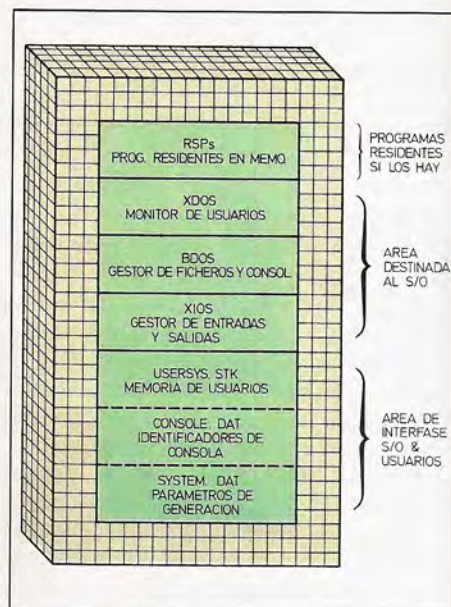 RSPs
PROG. RESIDENTES EN MEMO.
PROGRAMAS
RESIDENTES
SI LOS HAY
XDOS
MONITOR DE USUARIOS
BDOS
GESTOR DE FICHEROS Y CONSOL
XIOS
GESTOR DE ENTRADAS
Y SALIDAS
AREA
DESTINADA
AL S/O
USERSYS. STK
MEMORIA DE USUARIOS
CONSOLE. DAT
IDENTIFICADORES DE
CONSOLA
SYSTEM. DAT
PARAMETROS DE
GENERACION
AREA DE
INTERFASE
S/O &
USUARIOS